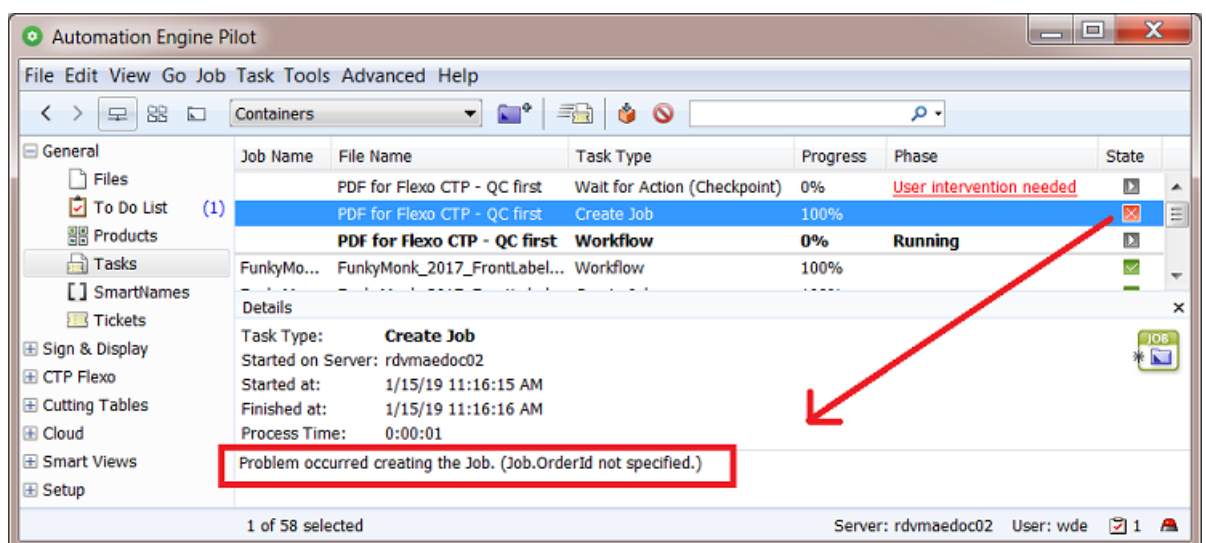 Automation Engine Pilot
File Edit View Go Job Task Tools Advanced Help
Containers
General
Files
To Do List (1)
Products
Tasks
SmartNames
Tickets
Sign & Display
CTP Flexo
Cutting Tables
Cloud
Smart Views
Setup
Job Name File Name Task Type Progress Phase State
PDF for Flexo CTP - QC first Wait for Action (Checkpoint) 0% User intervention needed
PDF for Flexo CTP - QC first Create Job 100%
PDF for Flexo CTP - QC first Workflow 0% Running
FunkyMo... FunkyMonk_2017_FrontLabel... Workflow 100%
Details
Task Type: Create Job
Started on Server: rdvmaedoc02
Started at: 1/15/19 11:16:15 AM
Finished at: 1/15/19 11:16:16 AM
Process Time: 0:00:01
JOB
Problem occurred creating the Job. (Job.OrderId not specified.)
1 of 58 selected Server: rdvmaedoc02 User: wde 1